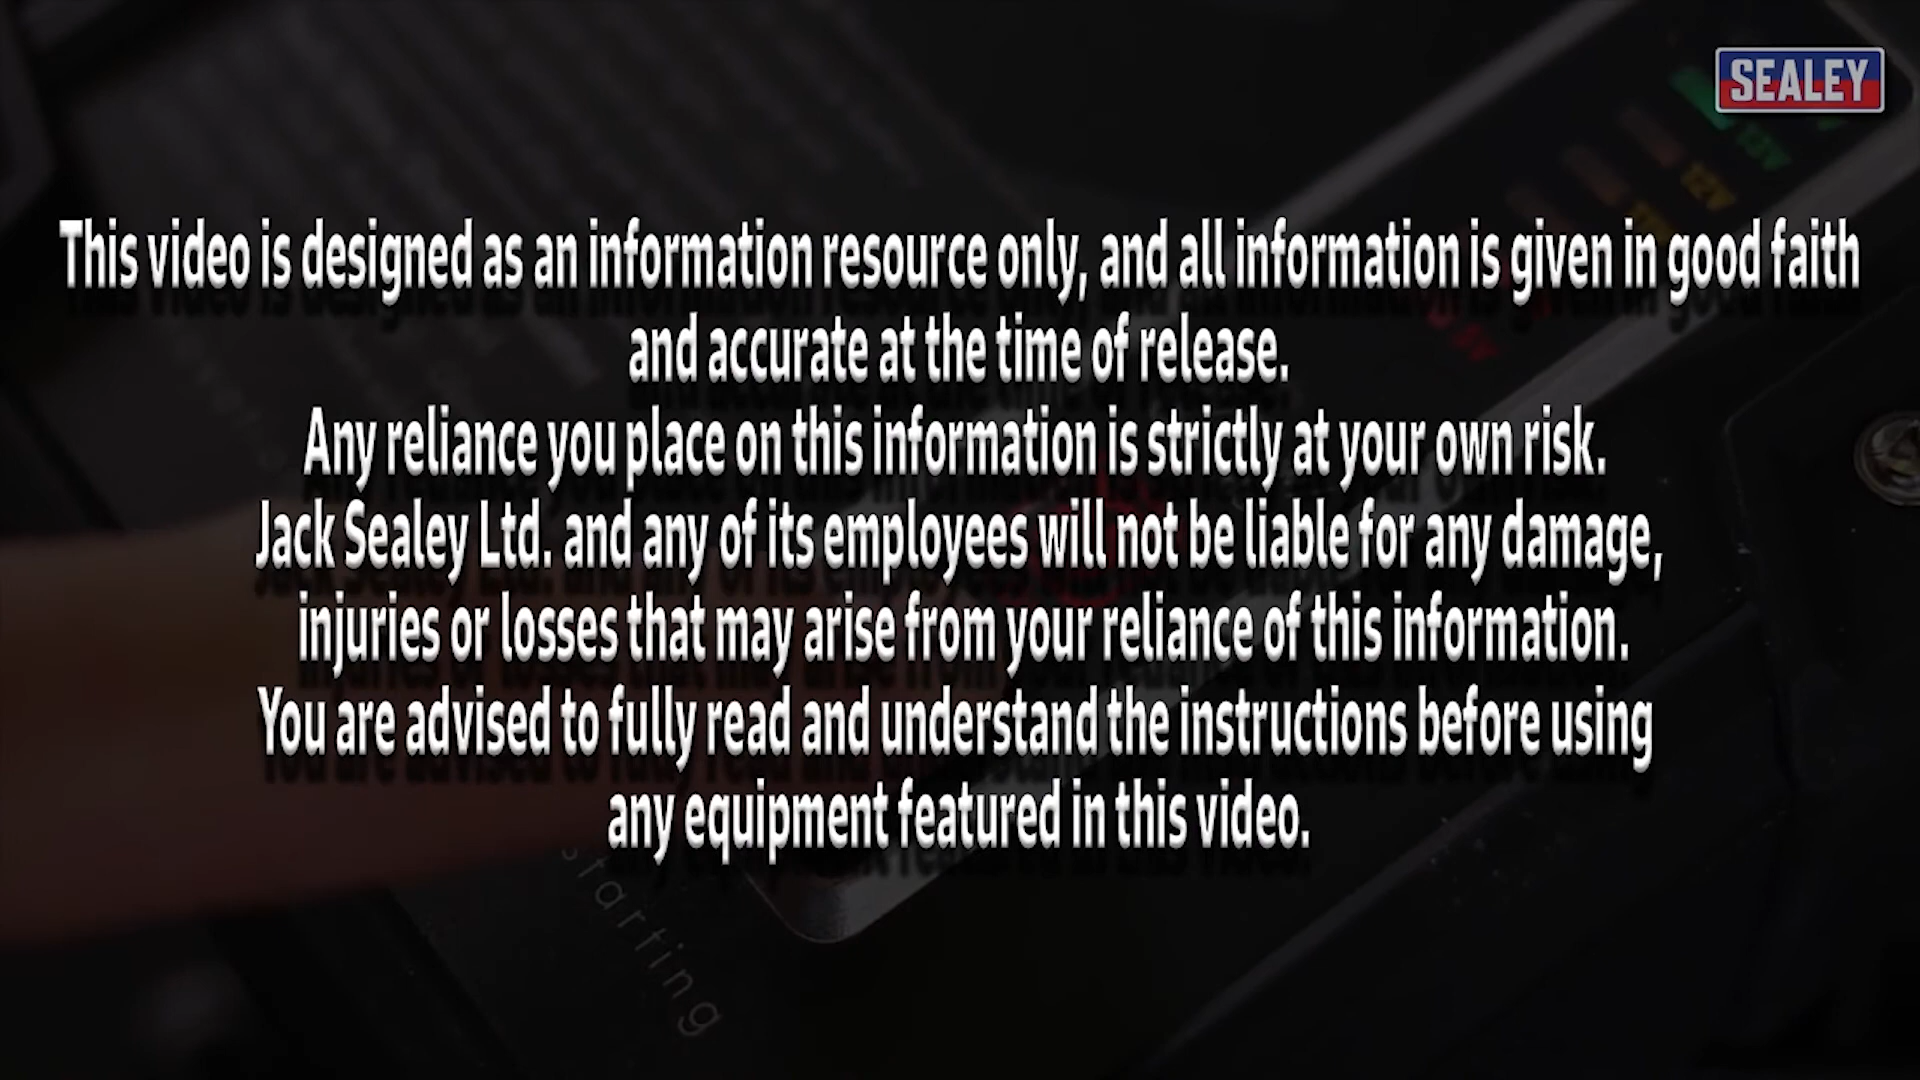 SEALEY
13V
12V
This video is designed as an information resource only, and all information is given in good faith
and accurate at the time of release.
Any reliance you place on this information is strictly at your own risk.
Jack Sealey Ltd. and any of its employees will not be liable for any damage,
injuries or losses that may arise from your reliance of this information.
You are advised to fully read and understand the instructions before using
any equipment featured in this video.
starting